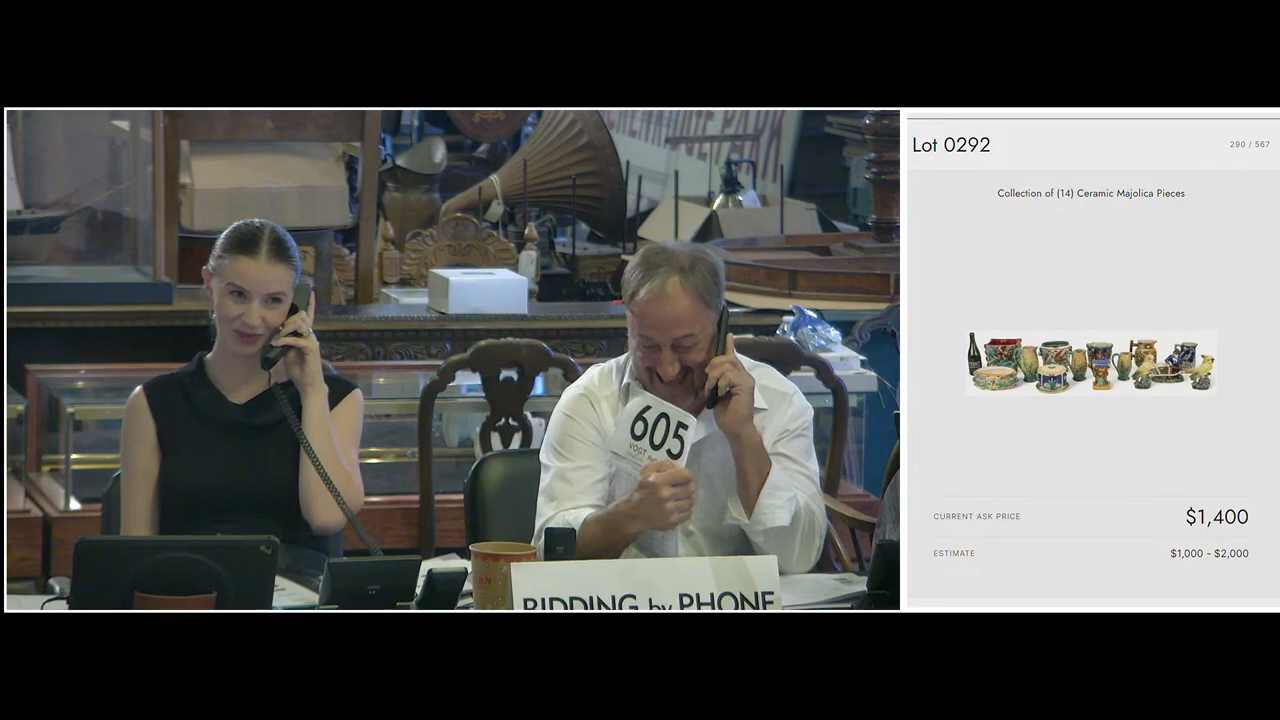 605
VOGT
BIDDING by PHONE
Lot 0292
290 / 567
Collection of (14) Ceramic Majolica Pieces
CURRENT ASK PRICE
$1,400
ESTIMATE
$1,000 - $2,000